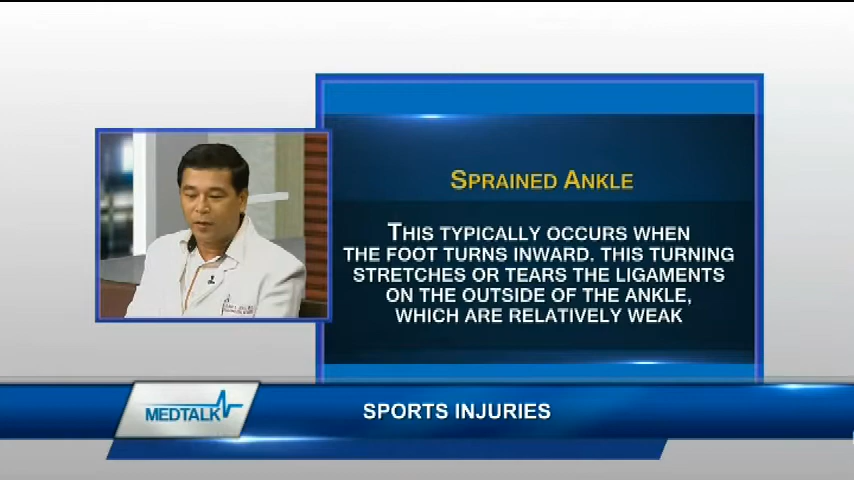 SPRAINED ANKLE
THIS TYPICALLY OCCURS WHEN
THE FOOT TURNS INWARD. THIS TURNING
STRETCHES OR TEARS THE LIGAMENTS
ON THE OUTSIDE OF THE ANKLE,
WHICH ARE RELATIVELY WEAK
MEDTALK
SPORTS INJURIES